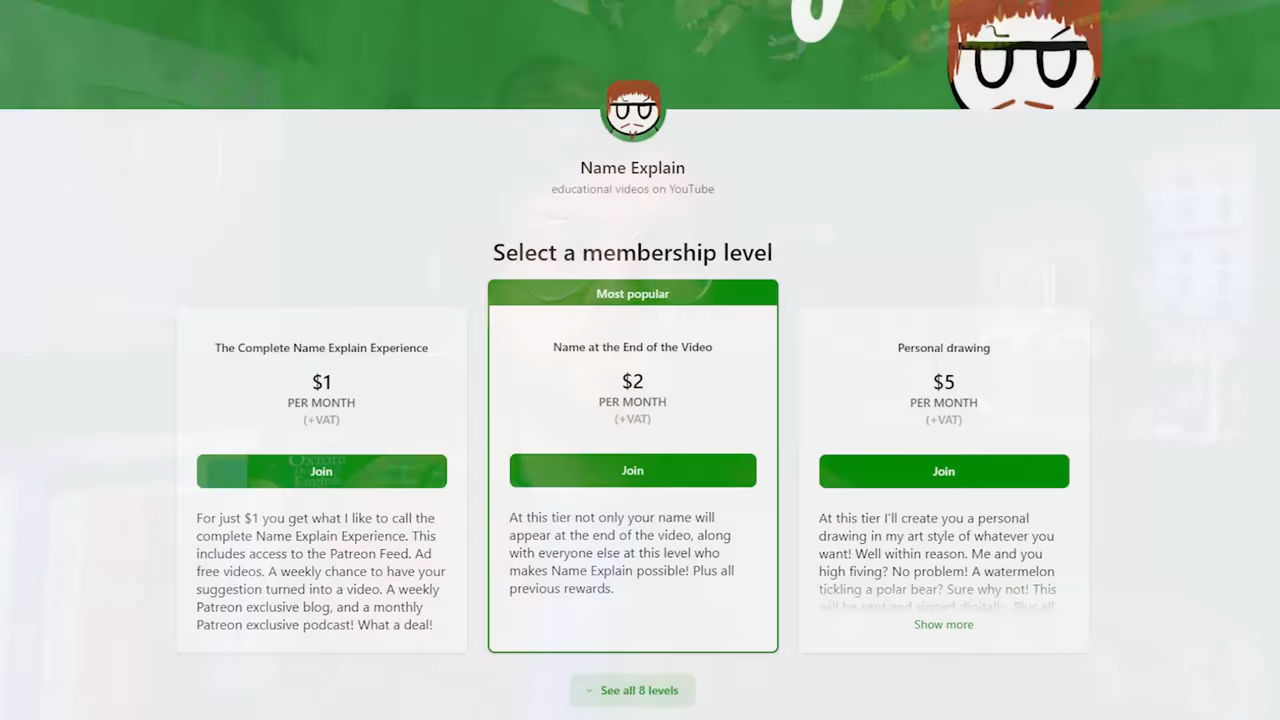 Name Explain
educational videos on YouTube
Select a membership level
Most popular
The Complete Name Explain Experience
$1
PER MONTH
(+VAT)
Join
For just $1 you get what I like to call the
complete Name Explain Experience. This
includes access to the Patreon Feed. Ad
free videos. A weekly chance to have your
suggestion turned into a video. A weekly
Patreon exclusive blog, and a monthly
Patreon exclusive podcast! What a deal!
Name at the End of the Video
$2
PER MONTH
(+VAT)
Join
At this tier not only your name will
appear at the end of the video, along
with everyone else at this level who
makes Name Explain possible! Plus all
previous rewards.
Personal drawing
$5
PER MONTH
(+VAT)
Join
At this tier I'll create you a personal
drawing in my art style of whatever you
want! Well within reason. Me and you
high fiving? No problem! A watermelon
tickling a polar bear? Sure why not! This
will be sent and signed digitally. Plus all
Show more
See all 8 levels